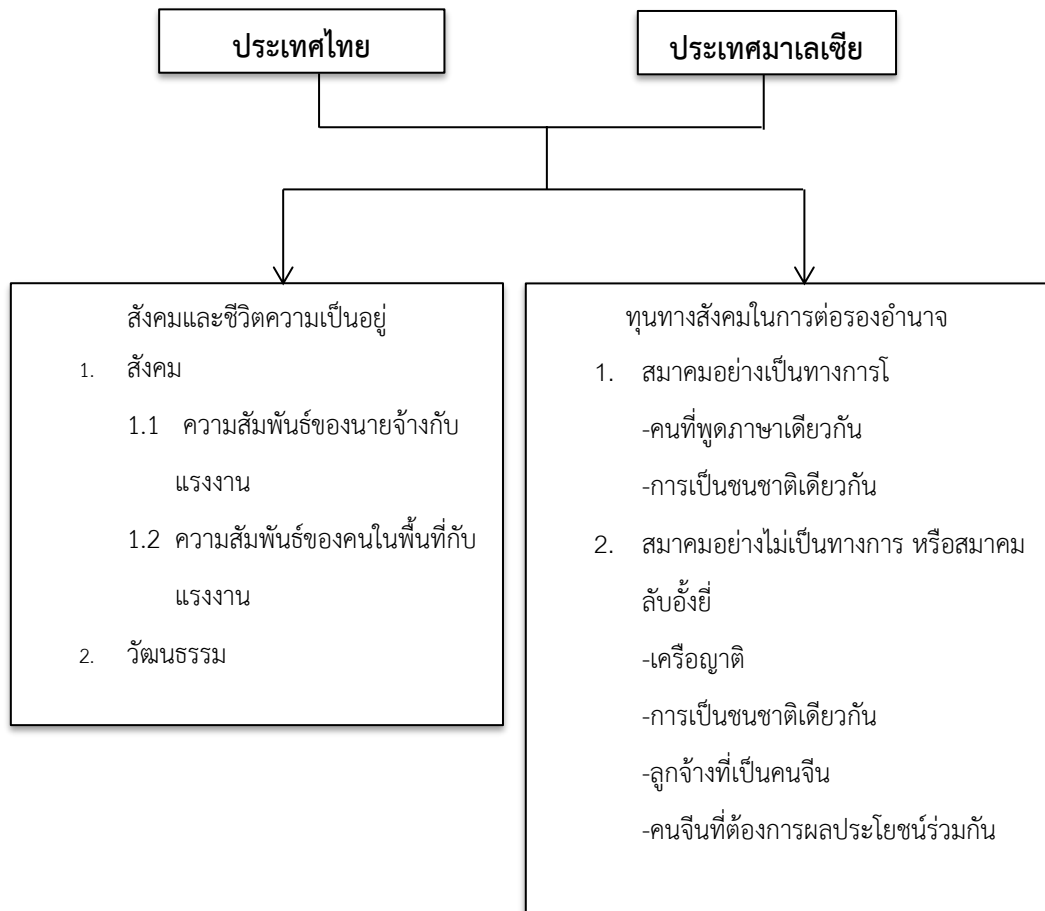 ประเทศไทย
ประเทศมาเลเซีย
สังคมและชีวิตความเป็นอยู่
1. สังคม
1.1 ความสัมพันธ์ของนายจ้างกับ
แรงงาน
1.2 ความสัมพันธ์ของคนในพื้นที่กับ
แรงงาน
2. วัฒนธรรม
ทุนทางสังคมในการต่อรองอำนาจ
1. สมาคมอย่างเป็นทางการโ
-คนที่พูดภาษาเดียวกัน
-การเป็นชนชาติเดียวกัน
2. สมาคมอย่างไม่เป็นทางการ หรือสมาคม
ลับอั้งยี่
-เครือญาติ
-การเป็นชนชาติเดียวกัน
-ลูกจ้างที่เป็นคนจีน
-คนจีนที่ต้องการผลประโยชน์ร่วมกัน